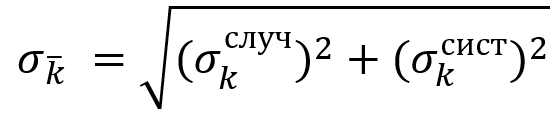 σ_k̄ = √((σ_k^случ)² + (σ_k^сист)²)